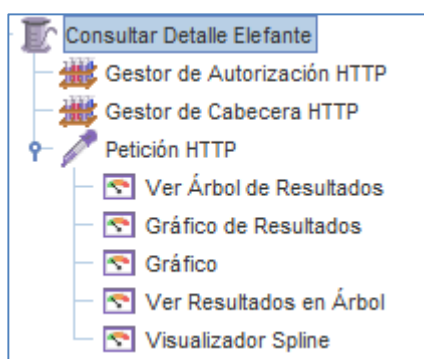 Consultar Detalle Elefante
Gestor de Autorización HTTP
Gestor de Cabecera HTTP
Petición HTTP
Ver Árbol de Resultados
Gráfico de Resultados
Gráfico
Ver Resultados en Árbol
Visualizador Spline